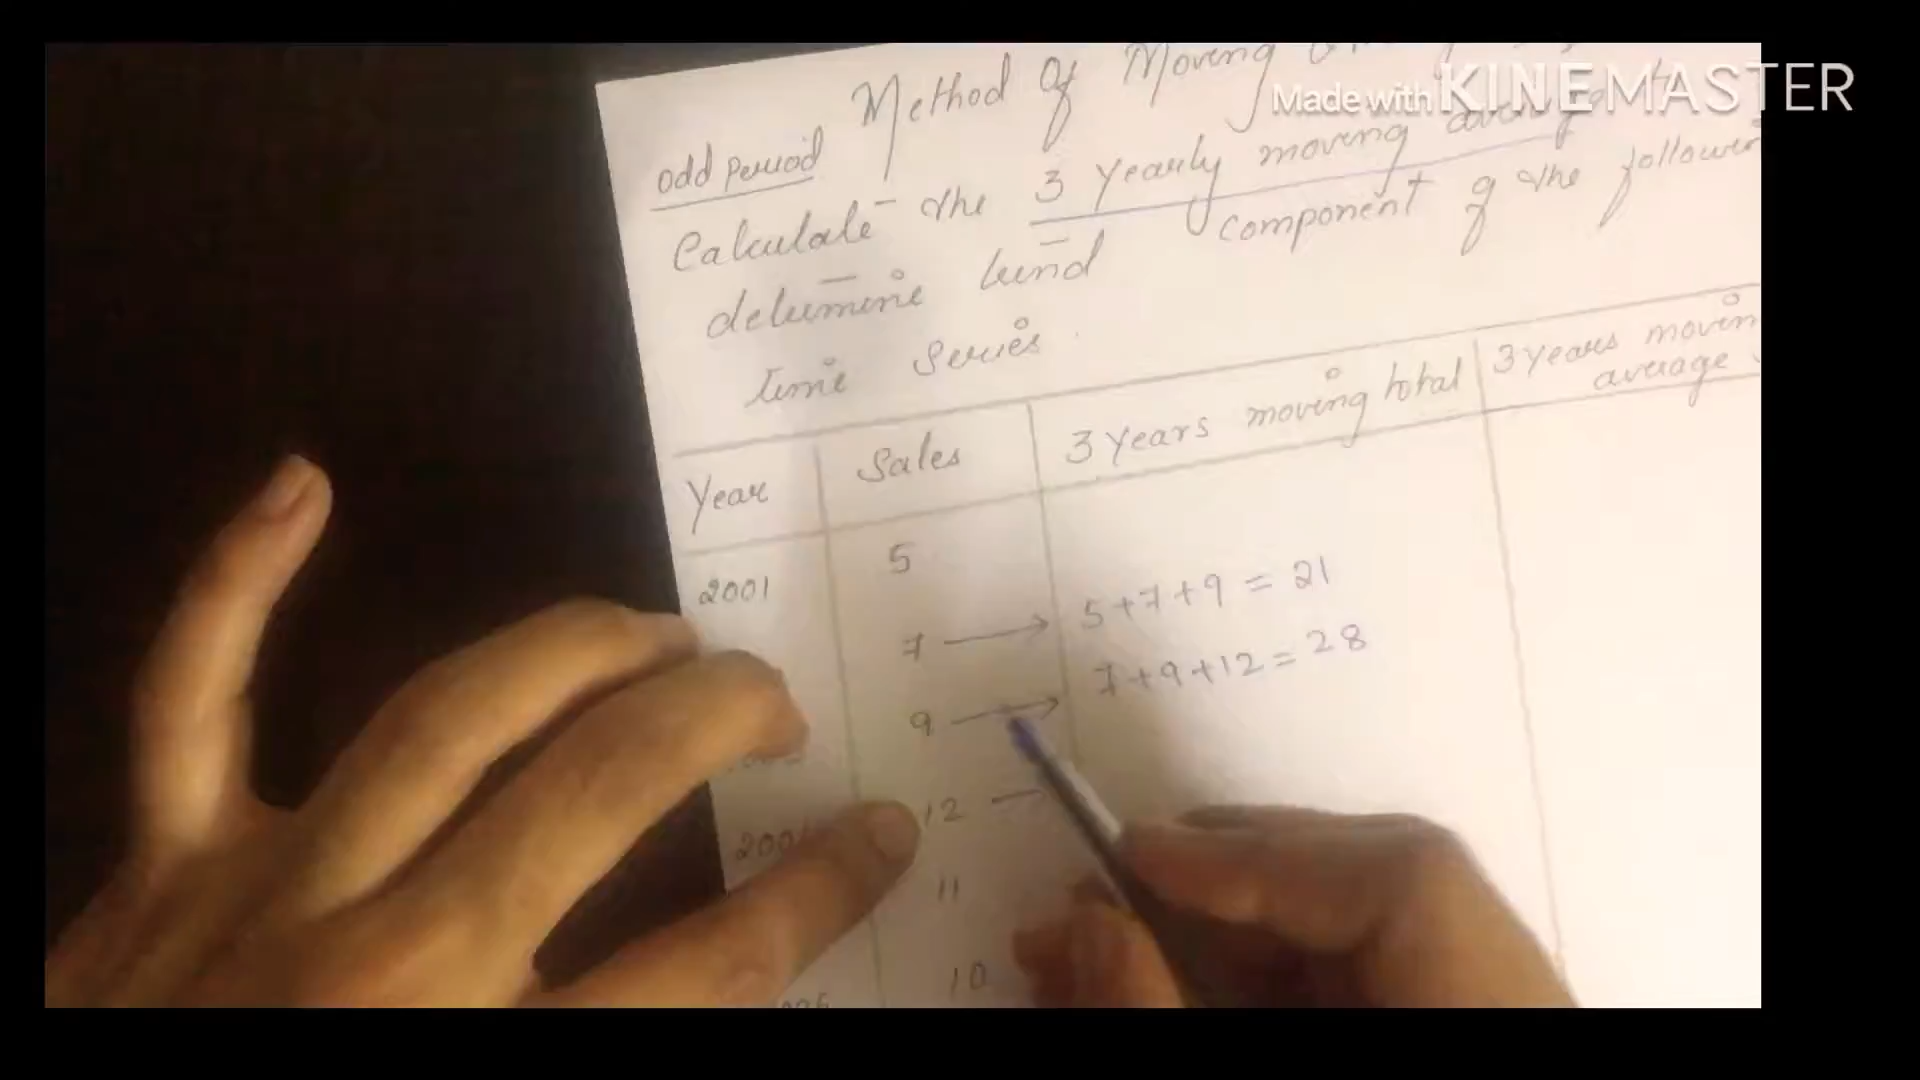 Method Of Moving
Made with KINEMASTER
odd period
Calculate the 3 Yearly moving average
determine trend component of the
time series.
Year Sales 3 Years moving total 3 Years
average
2001 5
7 → 5+7+9 = 21
9 → 7+9+12 = 28
12
11
10